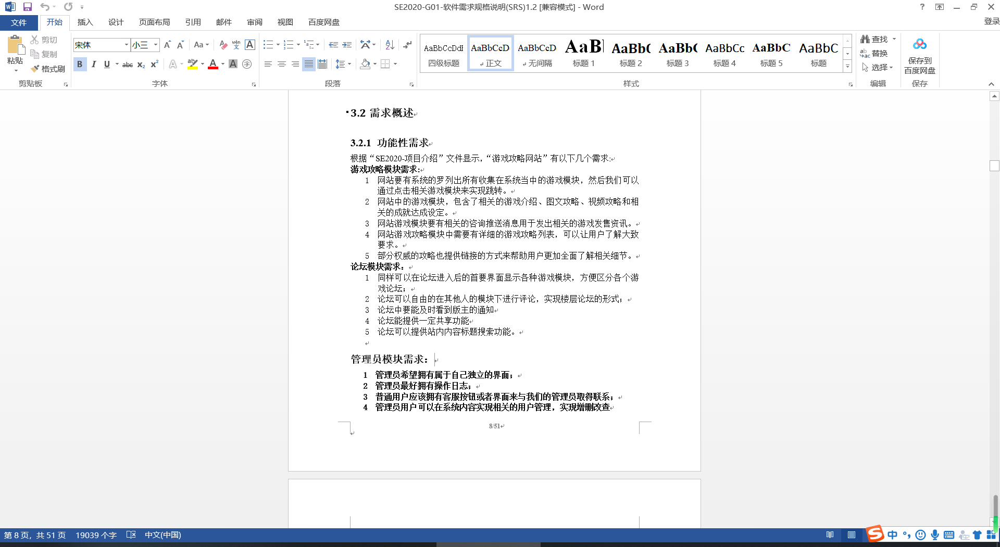 SE2020-G01-软件需求规格说明(SRS)1.2 [兼容模式] - Word
文件 开始 插入 设计 页面布局 引用 邮件 审阅 视图 百度网盘 登录
粘贴 剪切 复制 格式刷
宋体 小三
AaBbCcDdI AaBbCcD AaBbCcD AaB AaBb( AaBb( AaBbCc AaBbC AaBbC
四级标题 正文 无间隔 标题 1 标题 2 标题 3 标题 4 标题 5 标题
查找 替换 选择
保存到 百度网盘
剪贴板 字体 段落 样式 编辑 保存
3.2 需求概述
3.2.1 功能性需求
根据“SE2020-项目介绍”文件显示，“游戏攻略网站”有以下几个需求:
游戏攻略模块需求:
1 网站要有系统的罗列出所有收集在系统当中的游戏模块，然后我们可以
通过点击相关游戏模块来实现跳转。
2 网站中的游戏模块，包含了相关的游戏介绍、图文攻略、视频攻略和相
关的成就达成设定。
3 网站游戏模块要有相关的咨询推送消息用于发出相关的游戏发售资讯。
4 网站游戏攻略模块中需要有详细的游戏攻略列表，可以让用户了解大致
要求。
5 部分权威的攻略也提供链接的方式来帮助用户更加全面了解相关细节。
论坛模块需求：
1 同样可以在论坛进入后的首要界面显示各种游戏模块，方便区分各个游
戏论坛；
2 论坛可以自由的在其他人的模块下进行评论，实现楼层论坛的形式；
3 论坛中要能及时看到版主的通知
4 论坛能提供一定共享功能
5 论坛可以提供站内内容标题搜索功能。
管理员模块需求：
1 管理员希望拥有属于自己独立的界面；
2 管理员最好拥有操作日志；
3 普通用户应该拥有客服按钮或者界面来与我们的管理员取得联系；
4 管理员用户可以在系统内容实现相关的用户管理，实现增删改查
8/51
第 8 页，共 51 页 19039 个字 中文(中国) 中